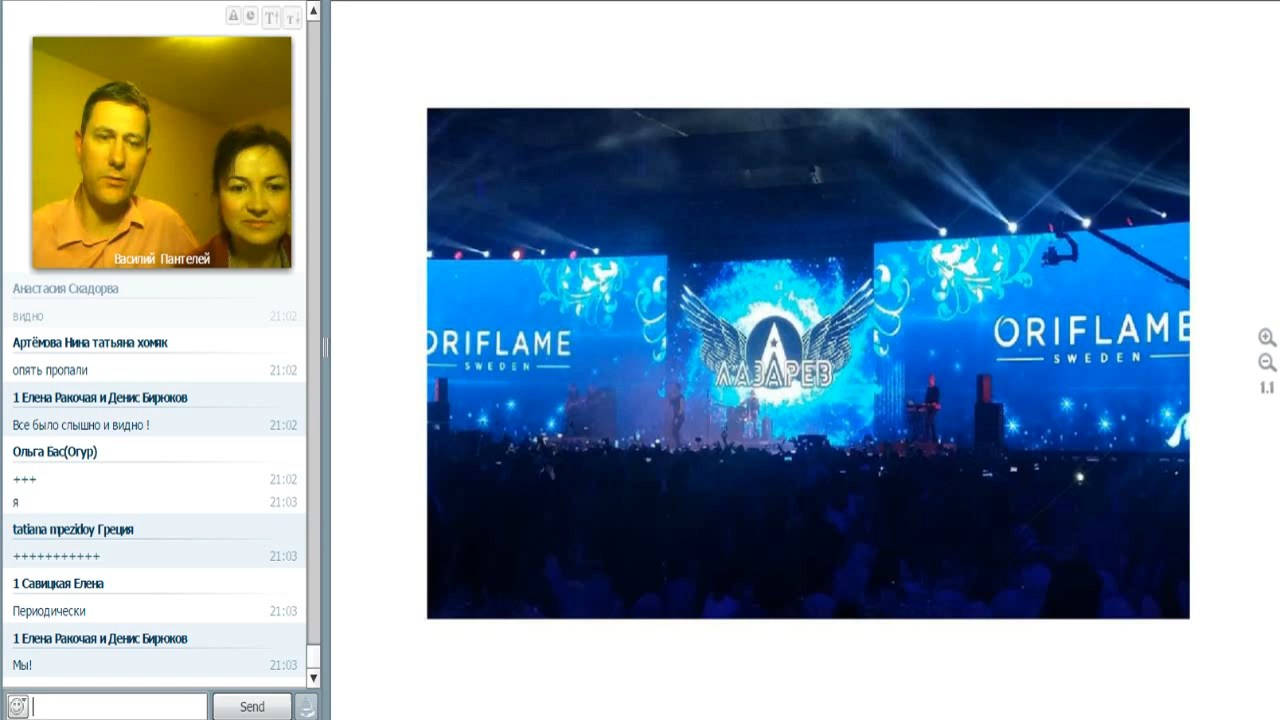 Василий Пантелей
Анастасия Скадорва
видно 21:02
Артёмова Нина татьяна хомяк
опять пропали 21:02
1 Елена Ракочая и Денис Бирюков
Все было слышно и видно ! 21:02
Ольга Бас(Огур)
+++ 21:02
я 21:03
tatiana mpezidoy Греция
+++++++++++ 21:03
1 Савицкая Елена
Периодически 21:03
1 Елена Ракочая и Денис Бирюков
Мы! 21:03
Send
ORIFLAME
SWEDEN
ЛАЗАРЕВ
ORIFLAME
SWEDEN
1:1